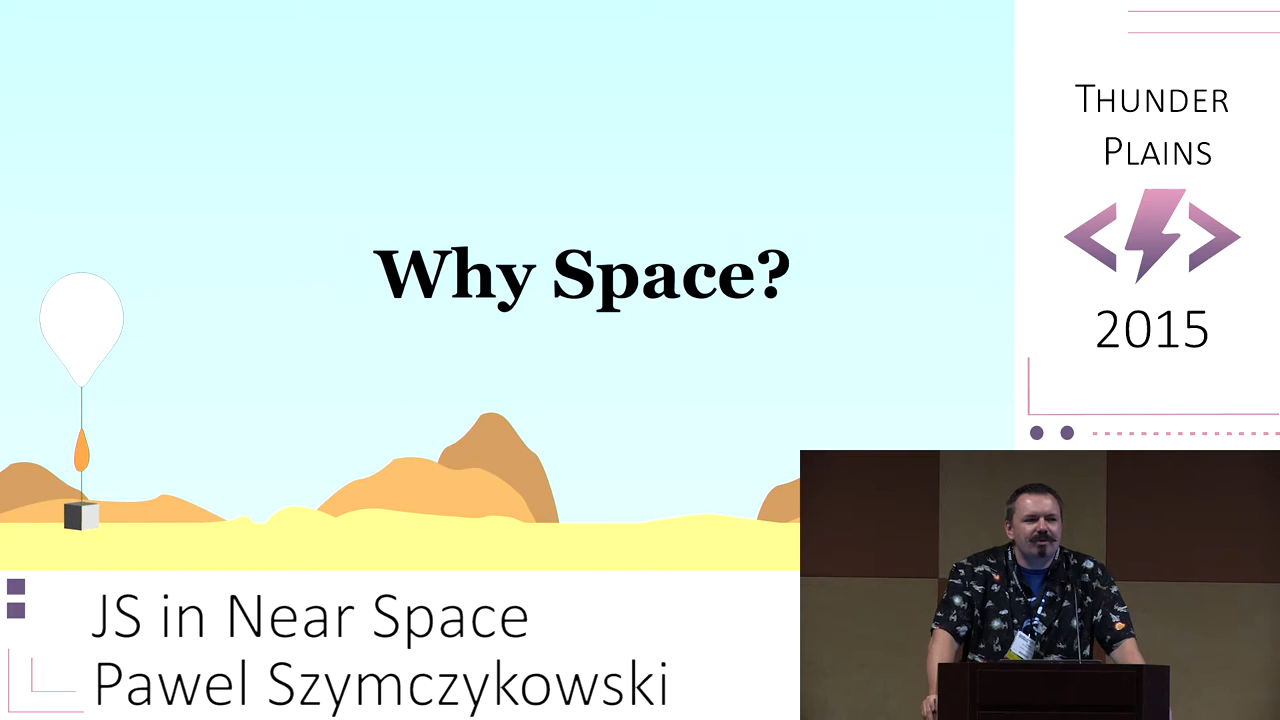 Why Space?
THUNDER
PLAINS
2015
JS in Near Space
Pawel Szymczykowski